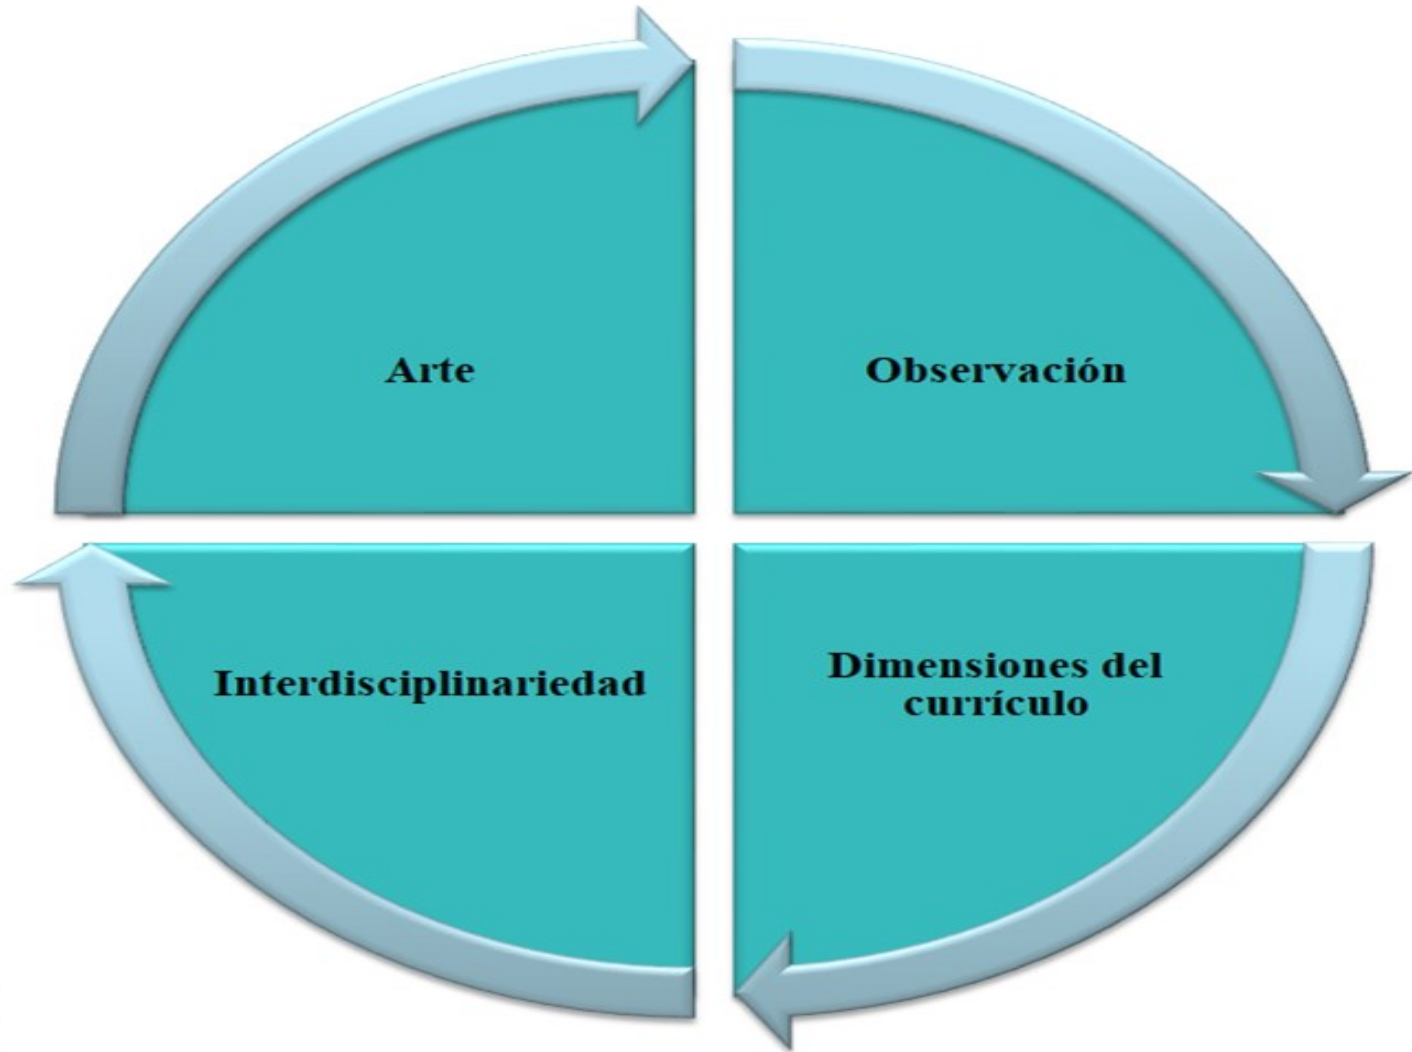 Arte
Observación
Interdisciplinariedad
Dimensiones del
currículo